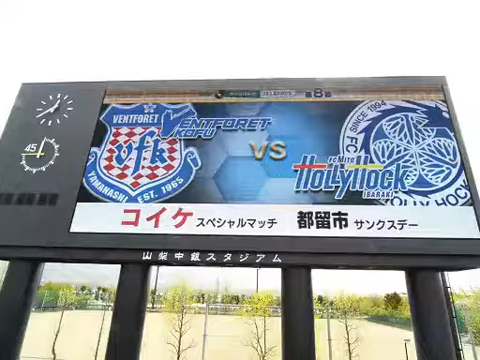 第8節
VENTFORET
VFK
YAMANASHI EST. 1965
VENTFORET
KOFU
VS
FC MITO
HOLLYHOCK
IBARAKI
SINCE 1994
コイケ スペシャルマッチ 都留市 サンクスデー
45
山梨中銀スタジアム